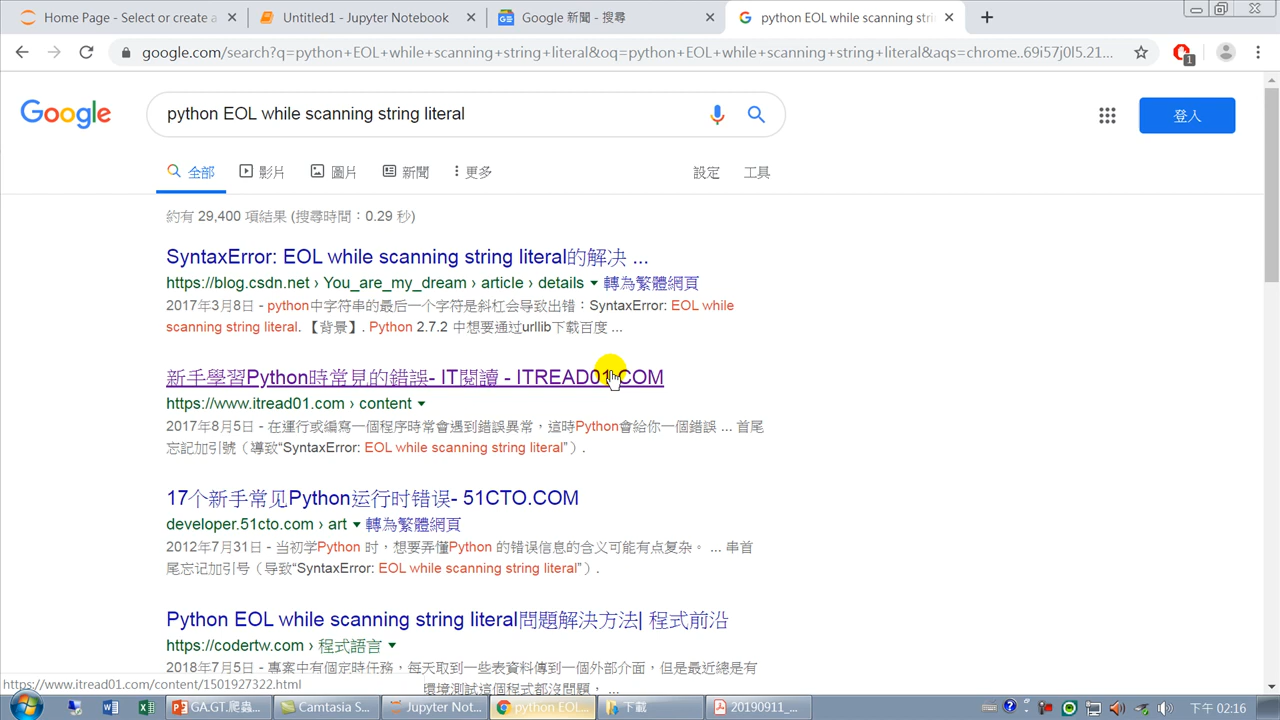 Home Page - Select or create a
Untitled1 - Jupyter Notebook
Google 新聞 - 搜尋
python EOL while scanning stri
google.com/search?q=python+EOL+while+scanning+string+literal&oq=python+EOL+while+scanning+string+literal&aqs=chrome..69i57j0l5.21...
1
Google
python EOL while scanning string literal
登入
全部
影片
圖片
新聞
更多
設定
工具
約有 29,400 項結果 (搜尋時間：0.29 秒)
SyntaxError: EOL while scanning string literal的解决 ...
https://blog.csdn.net › You_are_my_dream › article › details 轉為繁體網頁
2017年3月8日 - python中字符串的最后一个字符是斜杠会导致出错：SyntaxError: EOL while
scanning string literal. 【背景】. Python 2.7.2 中想要通过urllib下载百度 ...
新手學習Python時常見的錯誤- IT閱讀 - ITREAD01.COM
https://www.itread01.com › content
2017年8月5日 - 在運行或編寫一個程序時常會遇到錯誤異常，這時Python會給你一個錯誤 ... 首尾
忘記加引號（導致“SyntaxError: EOL while scanning string literal”）.
17个新手常见Python运行时错误- 51CTO.COM
developer.51cto.com › art 轉為繁體網頁
2012年7月31日 - 当初学Python 时，想要弄懂Python 的错误信息的含义可能有点复杂。 ... 串首
尾忘记加引号（导致“SyntaxError: EOL while scanning string literal”）.
Python EOL while scanning string literal問題解決方法| 程式前沿
https://codertw.com › 程式語言
2018年7月5日 - 專案中有個定時任務，每天取到一些表資料傳到一個外部介面，但是最近總是有
環境測試這個程式都沒問題， ...
https://www.itread01.com/content/1501927322.html
GA.GT.爬蟲...
Camtasia S...
Jupyter Not...
python EOL...
下載
20190911_...
下午 02:16